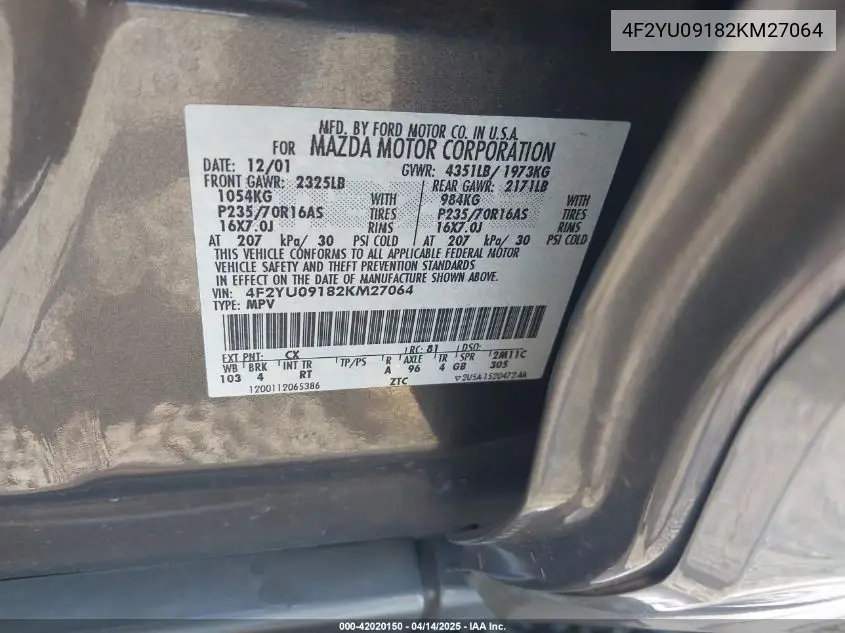 4F2YU09182KM27064
MFD. BY FORD MOTOR CO. IN U.S.A.
FOR MAZDA MOTOR CORPORATION
DATE: 12/01 GVWR: 4351LB/ 1973KG
FRONT GAWR: 2325LB REAR GAWR: 2171LB
1054KG WITH 984KG WITH
P235/70R16AS TIRES P235/70R16AS TIRES
16X7.0J RIMS 16X7.0J RIMS
AT 207 kPa/ 30 PSI COLD AT 207 kPa/ 30 PSI COLD
THIS VEHICLE CONFORMS TO ALL APPLICABLE FEDERAL MOTOR
VEHICLE SAFETY AND THEFT PREVENTION STANDARDS
IN EFFECT ON THE DATE OF MANUFACTURE SHOWN ABOVE.
VIN: 4F2YU09182KM27064
TYPE: MPV
EXT PNT: CX RC: 81 DSO:
WB BRK INT TR TP/PS R AXLE TR SPR 2M11C
103 4 RT A 96 4 GB 305
1200112065386 ZTC 2U5A-1520472-AA
000-42020150 - 04/14/2025 - IAA Inc.